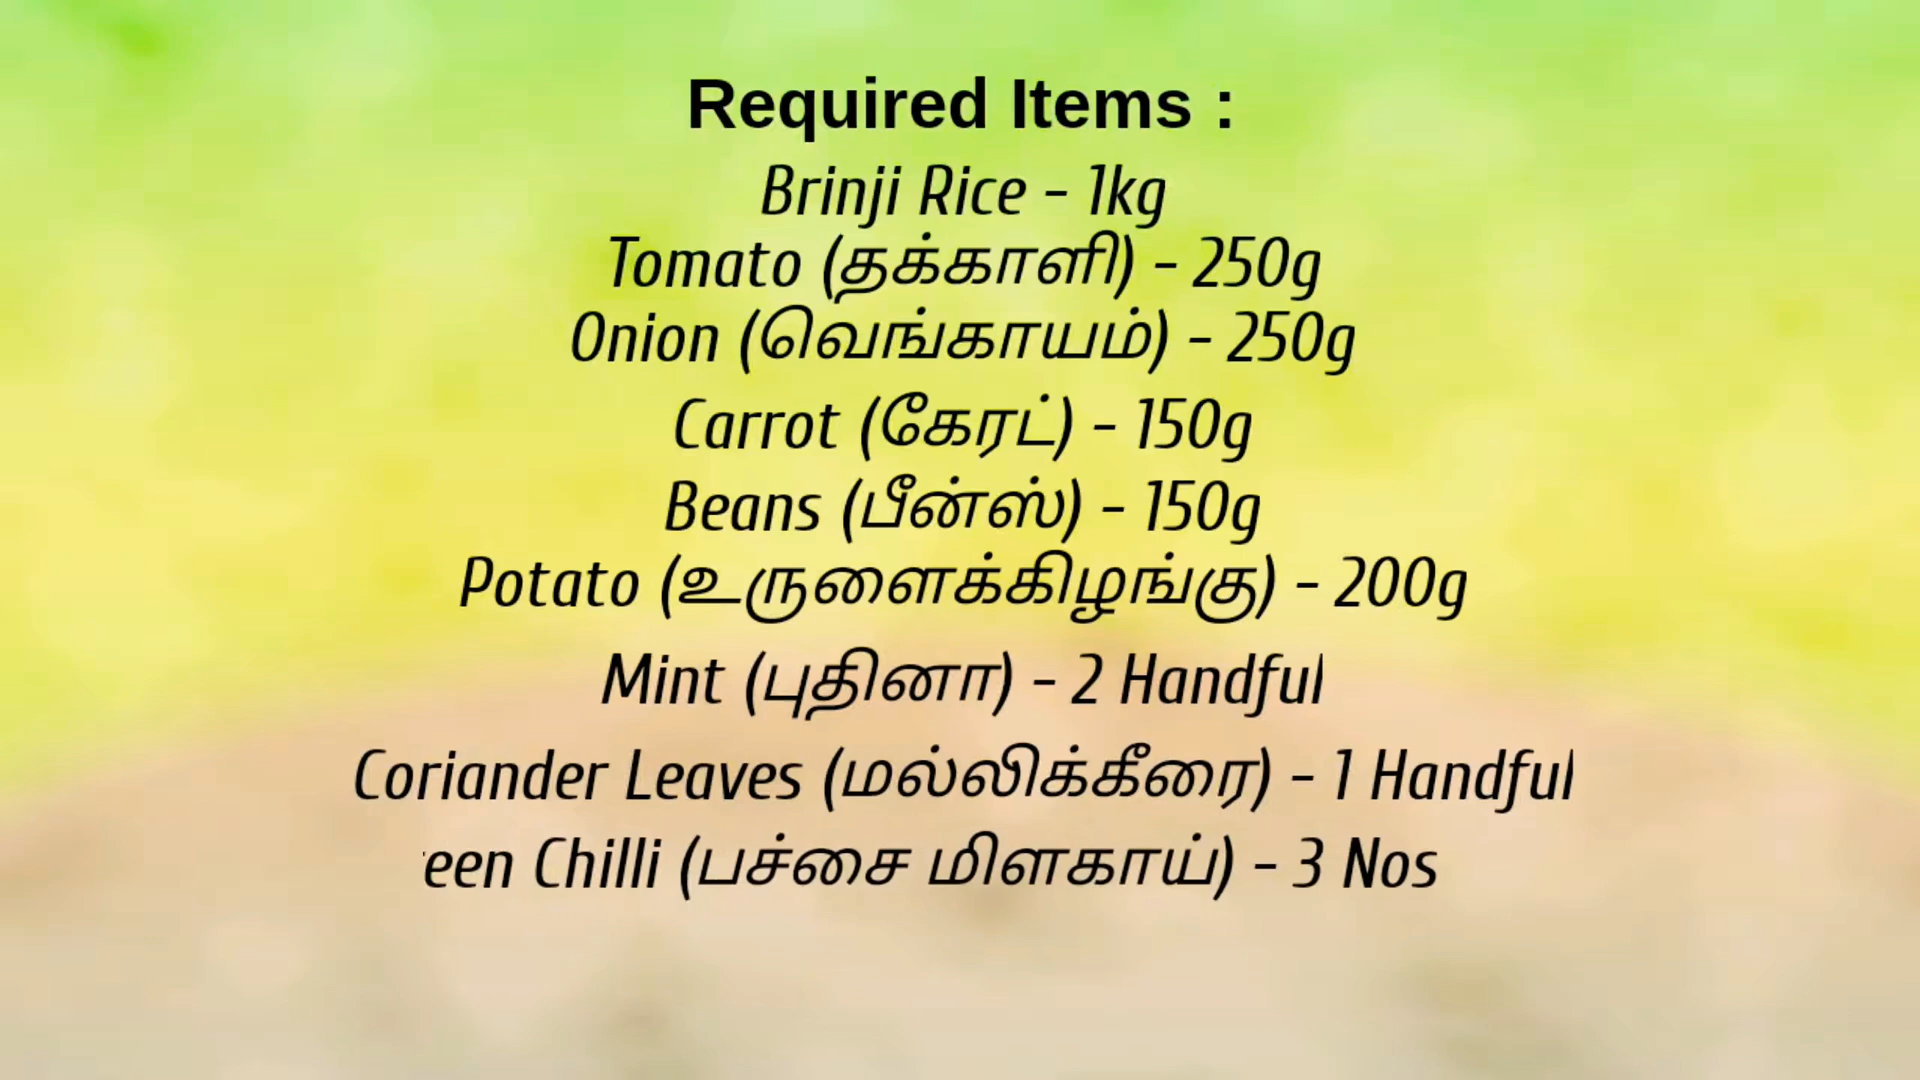 Required Items :
Brinji Rice - 1kg
Tomato (தக்காளி) - 250g
Onion (வெங்காயம்) - 250g
Carrot (கேரட்) - 150g
Beans (பீன்ஸ்) - 150g
Potato (உருளைக்கிழங்கு) - 200g
Mint (புதினா) - 2 Handful
Coriander Leaves (மல்லிக்கீரை) - 1 Handful
een Chilli (பச்சை மிளகாய்) - 3 Nos